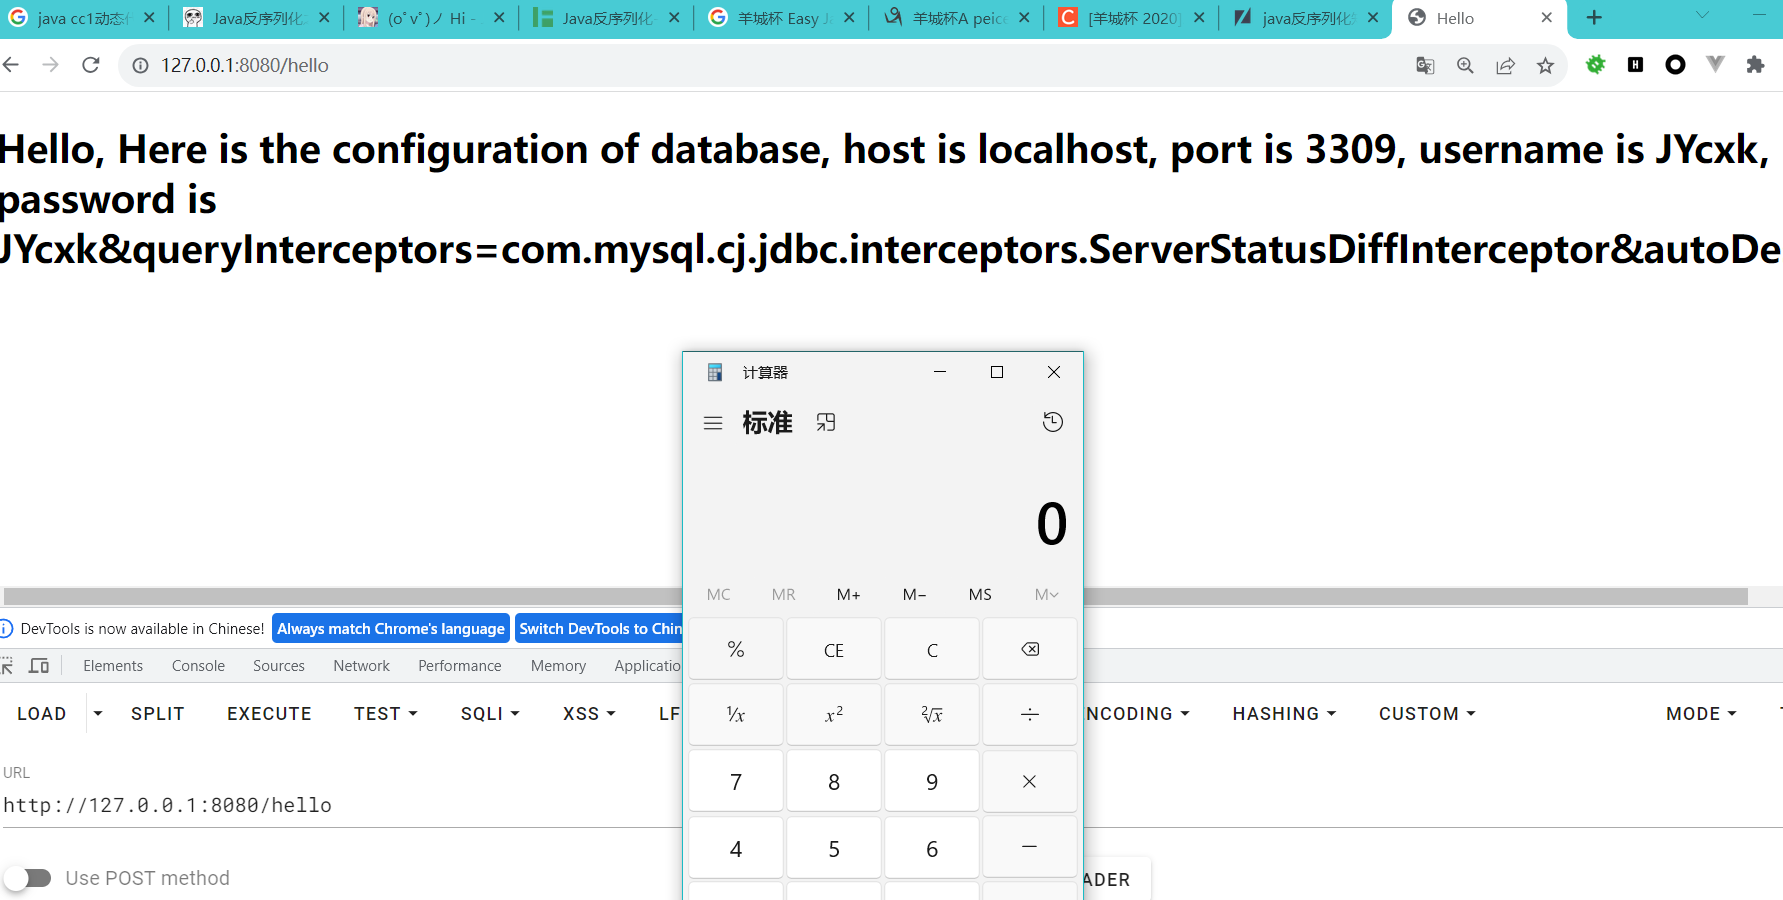 java cc1动态
Java反序列化
(oﾟvﾟ)ノ Hi -
Java反序列化
羊城杯 Easy Ja
羊城杯A peice
[羊城杯 2020]
java反序列化
Hello
127.0.0.1:8080/hello
Hello, Here is the configuration of database, host is localhost, port is 3309, username is JYcxk,
password is
JYcxk&queryInterceptors=com.mysql.cj.jdbc.interceptors.ServerStatusDiffInterceptor&autoDe
计算器
标准
0
MC MR M+ M− MS M
% CE C
¹/x x² ²√x ÷
7 8 9 ×
4 5 6 −
DevTools is now available in Chinese! Always match Chrome's language Switch DevTools to Chin
Elements Console Sources Network Performance Memory Applicatio
LOAD SPLIT EXECUTE TEST SQLI XSS LF NCODING HASHING CUSTOM MODE
URL
http://127.0.0.1:8080/hello
Use POST method ADER